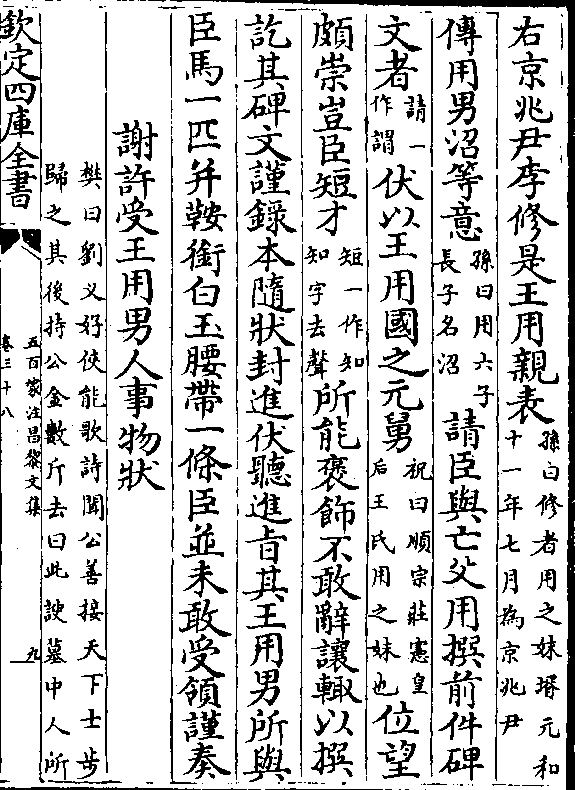 右京兆尹李修是王用親表孫曰修者用之妹壻元和十一年七月為京兆尹
傳用男沼等意孫曰用六子長子名沼請臣與亡父用撰前件碑
文者請一作謂伏以王用國之元舅祝曰順宗莊憲皇后王氏用之妹也位望
頗崇豈臣短才短一作知知字去聲所能褒飾不敢辭讓輒以撰
訖其碑文謹錄本隨狀封進伏聽進旨其王用男所與
臣馬一匹并鞍銜白玉腰帶一條臣並未敢受領謹奏
謝許受王用男人事物狀
樊曰劉义好俠能歌詩聞公善接天下士步
歸之其後持公金數斤去曰此諛墓中人所
欽定四庫全書
五百家注昌黎文集
卷三十八
九